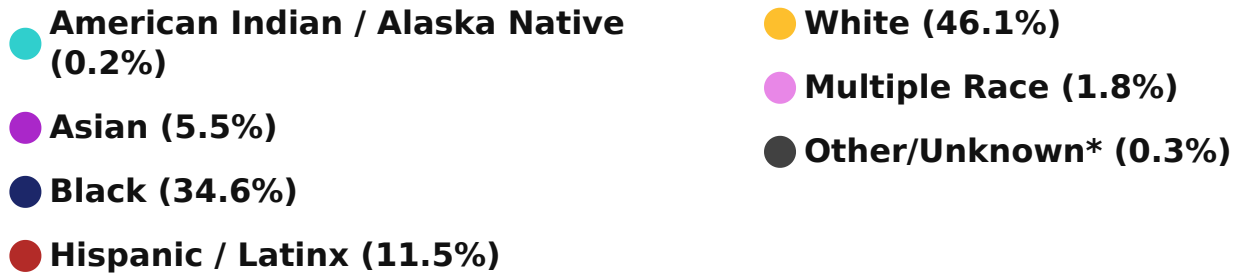 American Indian / Alaska Native
(0.2%)
Asian (5.5%)
Black (34.6%)
Hispanic / Latinx (11.5%)
White (46.1%)
Multiple Race (1.8%)
Other/Unknown* (0.3%)